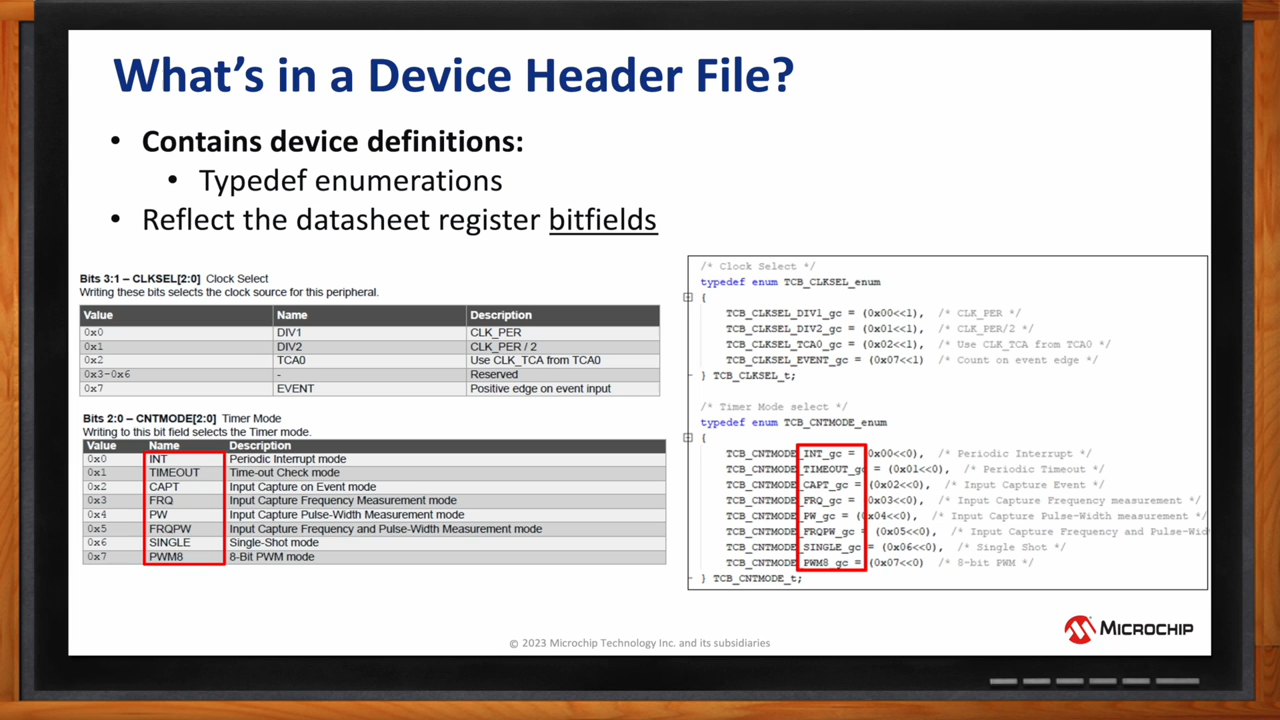 What's in a Device Header File?
• Contains device definitions:
• Typedef enumerations
• Reflect the datasheet register bitfields
Bits 3:1 – CLKSEL[2:0] Clock Select
Writing these bits selects the clock source for this peripheral.
Value Name Description
0x0 DIV1 CLK_PER
0x1 DIV2 CLK_PER / 2
0x2 TCA0 Use CLK_TCA from TCA0
0x3-0x6 - Reserved
0x7 EVENT Positive edge on event input
Bits 2:0 – CNTMODE[2:0] Timer Mode
Writing to this bit field selects the Timer mode.
Value Name Description
0x0 INT Periodic Interrupt mode
0x1 TIMEOUT Time-out Check mode
0x2 CAPT Input Capture on Event mode
0x3 FRQ Input Capture Frequency Measurement mode
0x4 PW Input Capture Pulse-Width Measurement mode
0x5 FRQPW Input Capture Frequency and Pulse-Width Measurement mode
0x6 SINGLE Single-Shot mode
0x7 PWM8 8-Bit PWM mode
/* Clock Select */
typedef enum TCB_CLKSEL_enum
{
TCB_CLKSEL_DIV1_gc = (0x00<<1), /* CLK_PER */
TCB_CLKSEL_DIV2_gc = (0x01<<1), /* CLK_PER/2 */
TCB_CLKSEL_TCA0_gc = (0x02<<1), /* Use CLK_TCA from TCA0 */
TCB_CLKSEL_EVENT_gc = (0x07<<1) /* Count on event edge */
} TCB_CLKSEL_t;
/* Timer Mode select */
typedef enum TCB_CNTMODE_enum
{
TCB_CNTMODE_INT_gc = (0x00<<0), /* Periodic Interrupt */
TCB_CNTMODE_TIMEOUT_gc = (0x01<<0), /* Periodic Timeout */
TCB_CNTMODE_CAPT_gc = (0x02<<0), /* Input Capture Event */
TCB_CNTMODE_FRQ_gc = (0x03<<0), /* Input Capture Frequency measurement */
TCB_CNTMODE_PW_gc = (0x04<<0), /* Input Capture Pulse-Width measurement */
TCB_CNTMODE_FRQPW_gc = (0x05<<0), /* Input Capture Frequency and Pulse-Wid
TCB_CNTMODE_SINGLE_gc = (0x06<<0), /* Single Shot */
TCB_CNTMODE_PWM8_gc = (0x07<<0) /* 8-bit PWM */
} TCB_CNTMODE_t;
MICROCHIP
© 2023 Microchip Technology Inc. and its subsidiaries